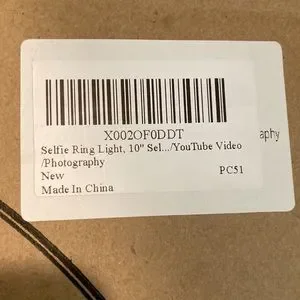 X002OF0DDT
aphy
Selfie Ring Light, 10" Sel.../YouTube Video
/Photography
New
PC51
Made In China